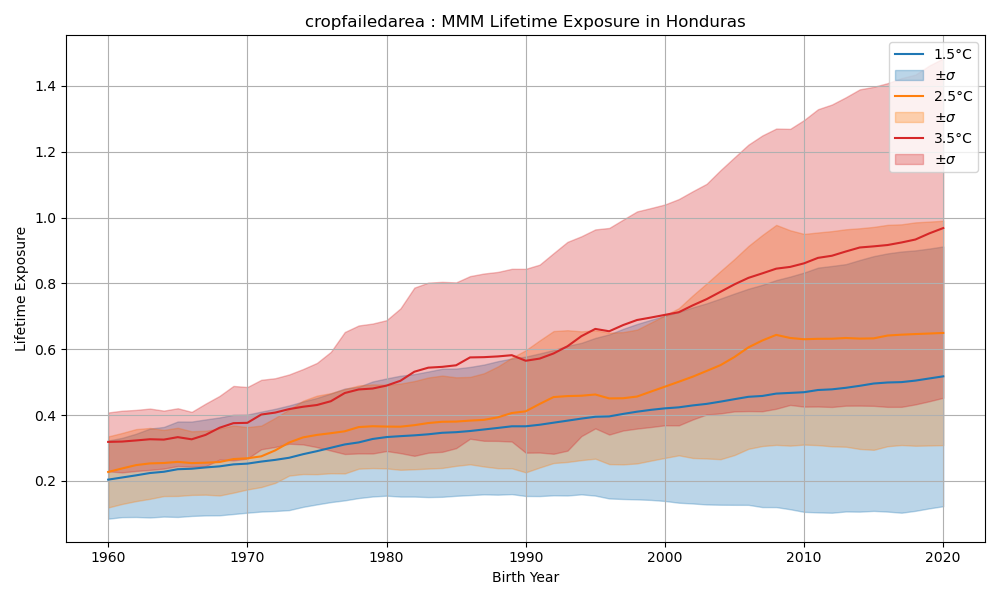 cropfailedarea : MMM Lifetime Exposure in Honduras
Lifetime Exposure
1.4
1.2
1.0
0.8
0.6
0.4
0.2
1960 1970 1980 1990 2000 2010 2020
Birth Year
1.5°C
±σ
2.5°C
±σ
3.5°C
±σ